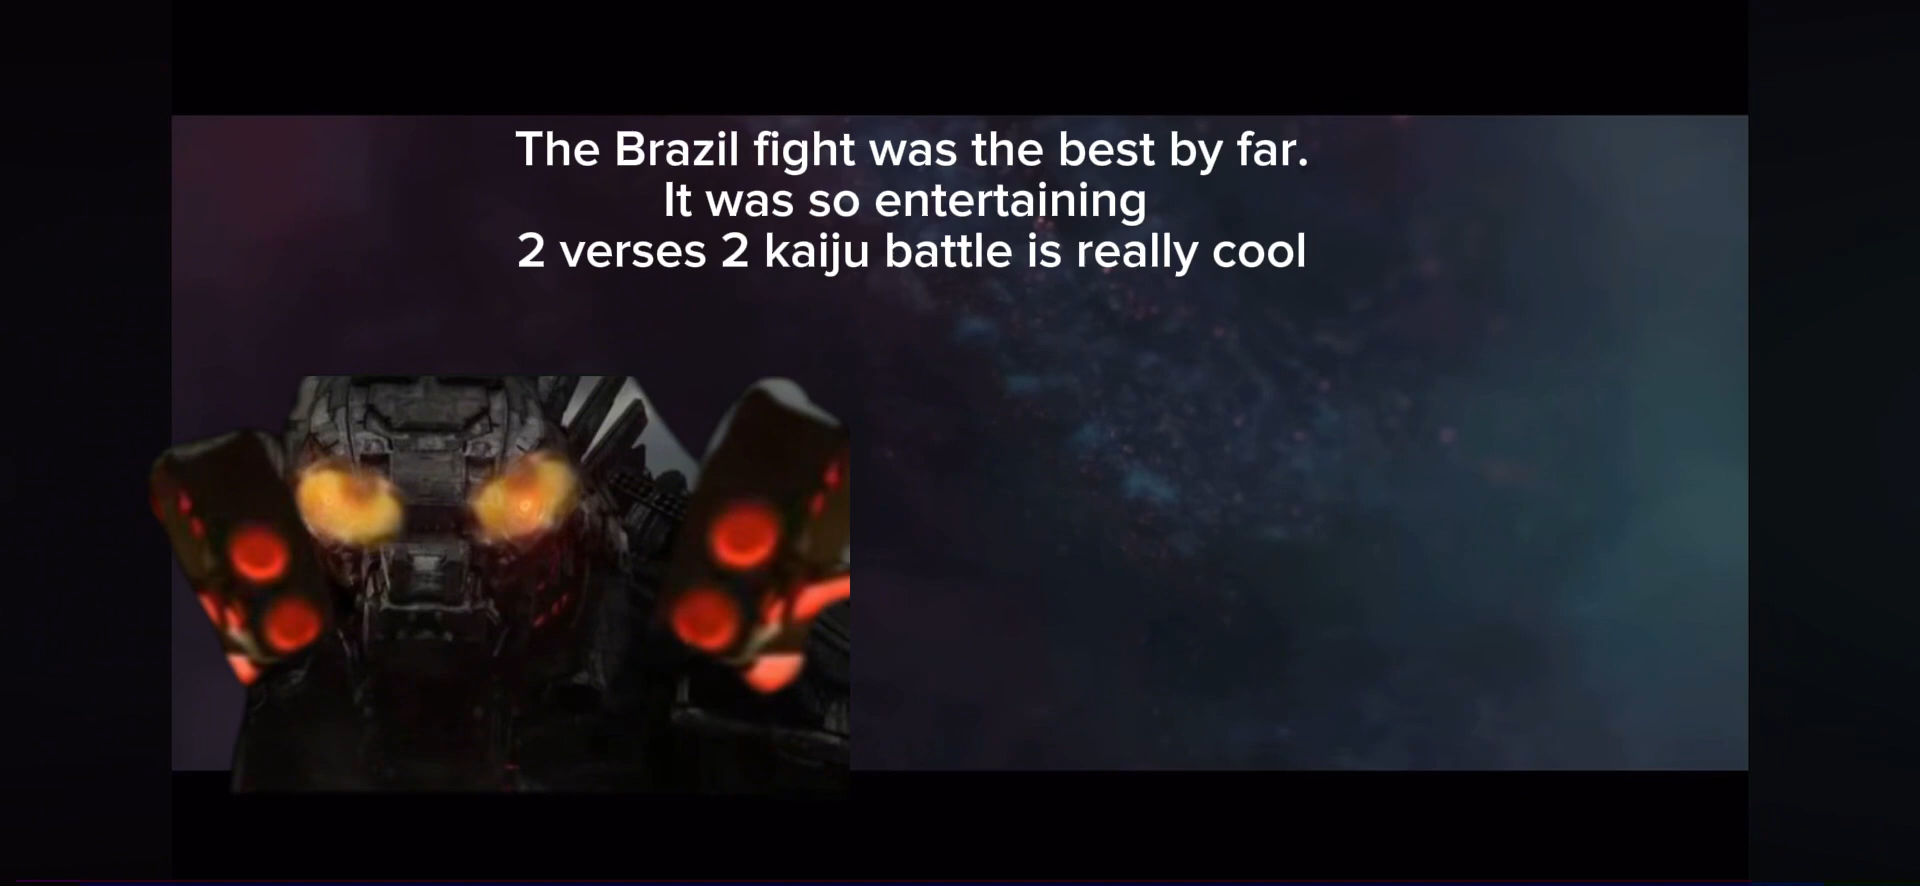 The Brazil fight was the best by far.
It was so entertaining
2 verses 2 kaiju battle is really cool